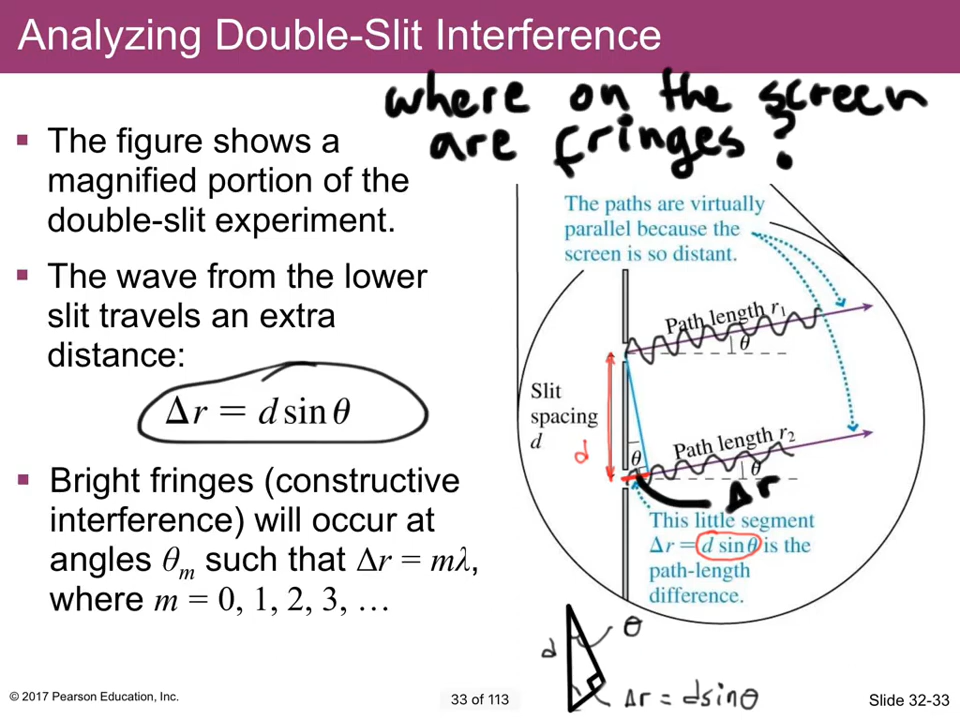 Analyzing Double-Slit Interference
where on the screen
are fringes?
▪ The figure shows a
magnified portion of the
double-slit experiment.
▪ The wave from the lower
slit travels an extra
distance:
Δr = d sin θ
▪ Bright fringes (constructive
interference) will occur at
angles θm such that Δr = mλ,
where m = 0, 1, 2, 3, …
The paths are virtually
parallel because the
screen is so distant.
Path length r1
θ
Slit
spacing
d
d
Path length r2
θ
θ
Δr
This little segment
Δr = d sin θ is the
path-length
difference.
θ
d
Δr = d sin θ
© 2017 Pearson Education, Inc.
33 of 113
Slide 32-33